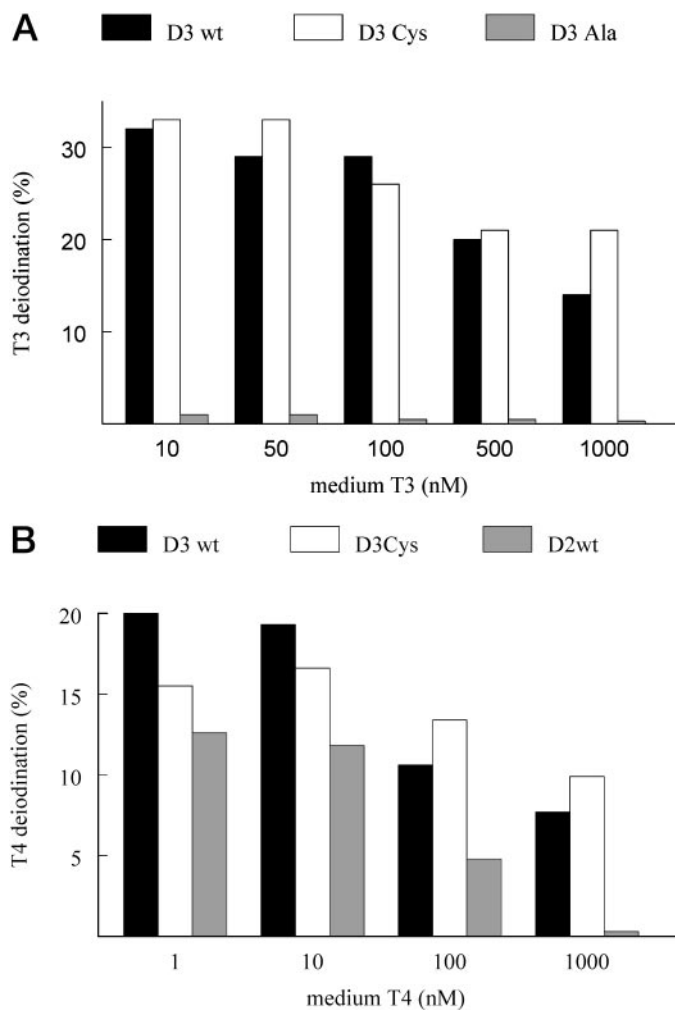 A
D3 wt D3 Cys D3 Ala
T3 deiodination (%)
30
20
10
10 50 100 500 1000
medium T3 (nM)
B
D3 wt D3Cys D2wt
T4 deiodination (%)
20
15
10
5
1 10 100 1000
medium T4 (nM)